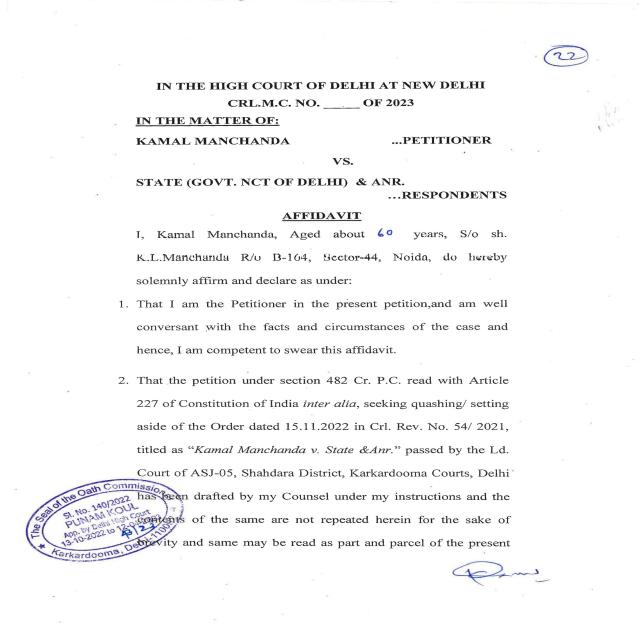 22
IN THE HIGH COURT OF DELHI AT NEW DELHI
CRL.M.C. NO. _____ OF 2023
IN THE MATTER OF:
KAMAL MANCHANDA ...PETITIONER
VS.
STATE (GOVT. NCT OF DELHI) & ANR.
...RESPONDENTS
AFFIDAVIT
I, Kamal Manchanda, Aged about 60 years, S/o sh.
K.L.Manchanda R/o B-164, Sector-44, Noida, do hereby
solemnly affirm and declare as under:
1. That I am the Petitioner in the present petition,and am well
conversant with the facts and circumstances of the case and
hence, I am competent to swear this affidavit.
2. That the petition under section 482 Cr. P.C. read with Article
227 of Constitution of India inter alia, seeking quashing/ setting
aside of the Order dated 15.11.2022 in Crl. Rev. No. 54/ 2021,
titled as “Kamal Manchanda v. State &Anr.” passed by the Ld.
Court of ASJ-05, Shahdara District, Karkardooma Courts, Delhi
has been drafted by my Counsel under my instructions and the
contents of the same are not repeated herein for the sake of
brevity and same may be read as part and parcel of the present
The Seal of the Oath Commissio
Sl. No. 140/2022
PUNAM KOUL
App. by Delhi High Court
13-10-2022 to
Karkardooma,